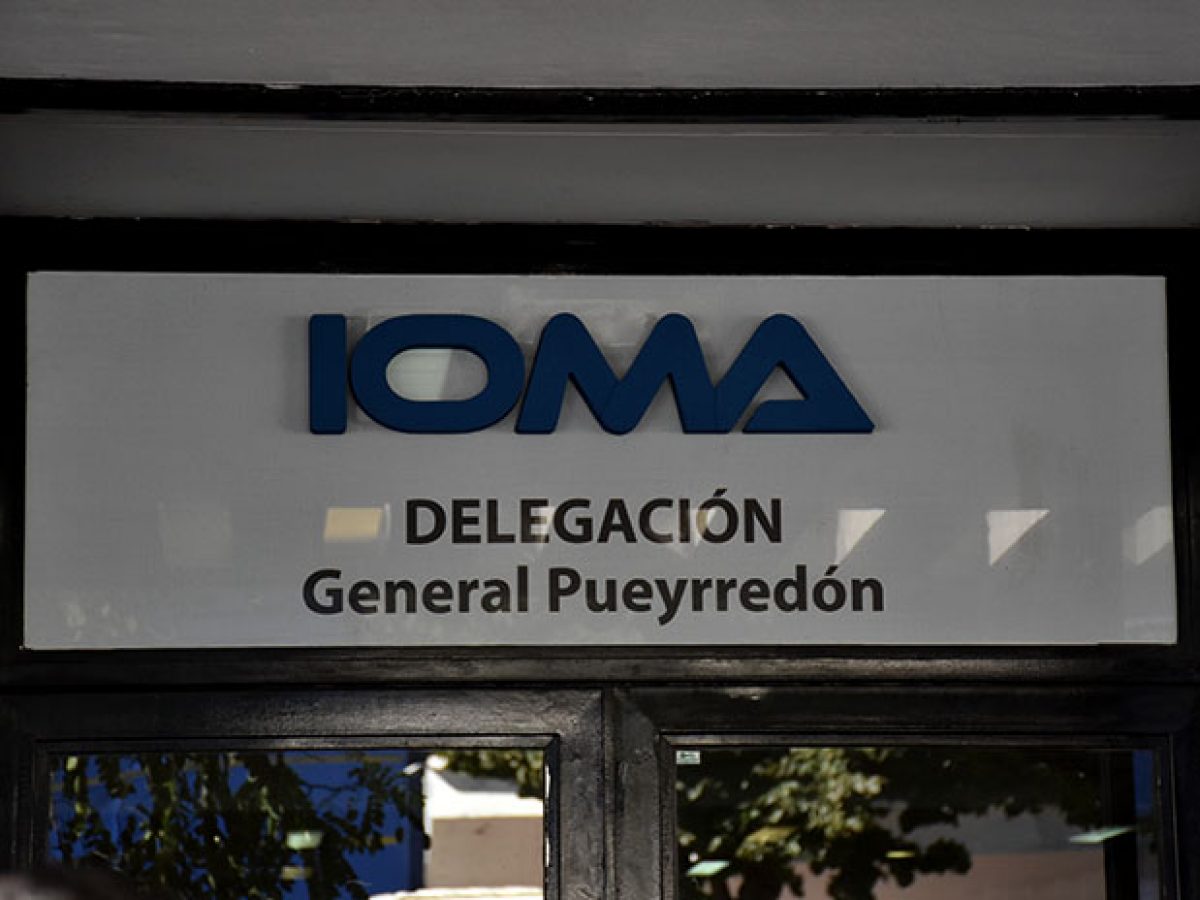 IOMA
DELEGACIÓN
General Pueyrredón